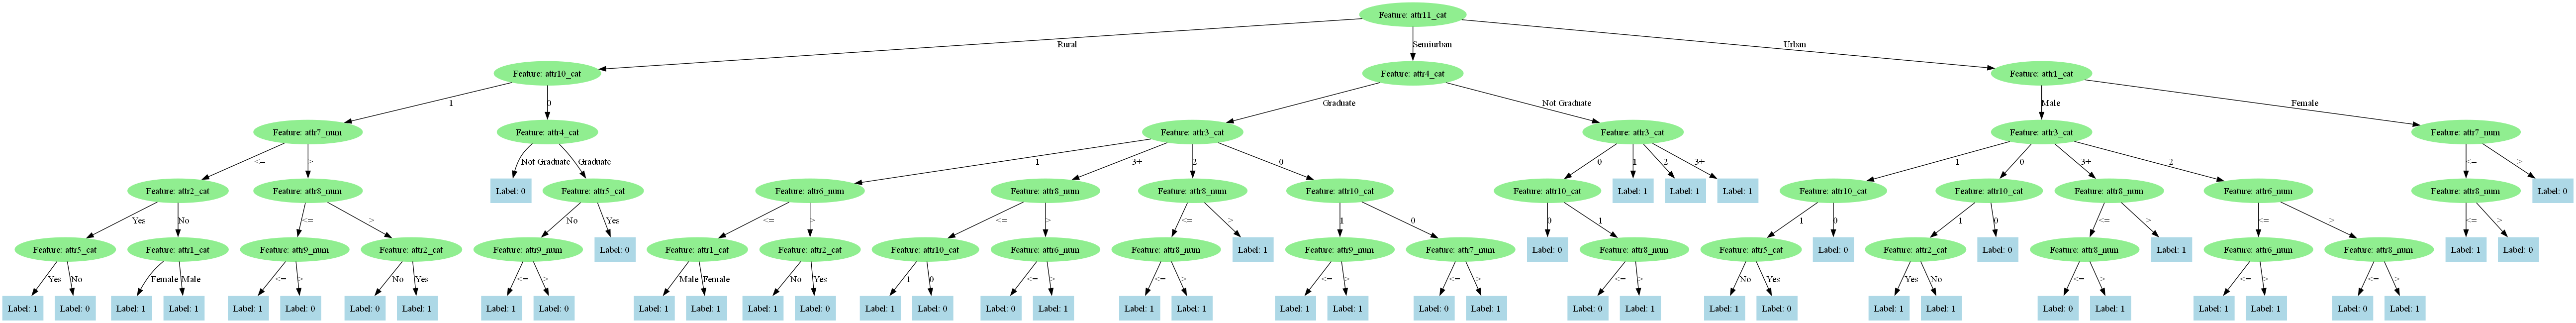 Feature: attr11_cat
Rural
Semiurban
Urban
Feature: attr10_cat
Feature: attr4_cat
Feature: attr1_cat
1
0
Graduate
Not Graduate
Male
Female
Feature: attr7_num
Feature: attr4_cat
Feature: attr3_cat
Feature: attr3_cat
Feature: attr3_cat
Feature: attr7_num
<=
>
Not Graduate
Graduate
1
3+
2
0
0
1
2
3+
1
0
3+
2
<=
>
Feature: attr2_cat
Feature: attr8_num
Label: 0
Feature: attr5_cat
Feature: attr6_num
Feature: attr8_num
Feature: attr8_num
Feature: attr10_cat
Feature: attr10_cat
Label: 1
Label: 1
Label: 1
Feature: attr10_cat
Feature: attr10_cat
Feature: attr8_num
Feature: attr6_num
Feature: attr8_num
Label: 0
Yes
No
<=
>
No
Yes
<=
>
<=
>
<=
>
1
0
0
1
1
0
1
0
<=
>
<=
>
<=
>
Feature: attr5_cat
Feature: attr1_cat
Feature: attr9_num
Feature: attr2_cat
Feature: attr9_num
Label: 0
Feature: attr1_cat
Feature: attr2_cat
Feature: attr10_cat
Feature: attr6_num
Feature: attr8_num
Label: 1
Feature: attr9_num
Feature: attr7_num
Label: 0
Feature: attr8_num
Feature: attr5_cat
Label: 0
Feature: attr2_cat
Label: 0
Feature: attr8_num
Label: 1
Feature: attr6_num
Feature: attr8_num
Label: 1
Label: 0
Yes
No
Female
Male
<=
>
No
Yes
<=
>
Male
Female
No
Yes
1
0
<=
>
<=
>
<=
>
<=
>
<=
>
No
Yes
Yes
No
<=
>
<=
>
<=
>
Label: 1
Label: 0
Label: 1
Label: 1
Label: 1
Label: 0
Label: 0
Label: 1
Label: 1
Label: 0
Label: 1
Label: 1
Label: 1
Label: 0
Label: 1
Label: 0
Label: 0
Label: 1
Label: 1
Label: 1
Label: 1
Label: 1
Label: 0
Label: 1
Label: 0
Label: 1
Label: 1
Label: 0
Label: 1
Label: 1
Label: 0
Label: 1
Label: 1
Label: 1
Label: 0
Label: 1